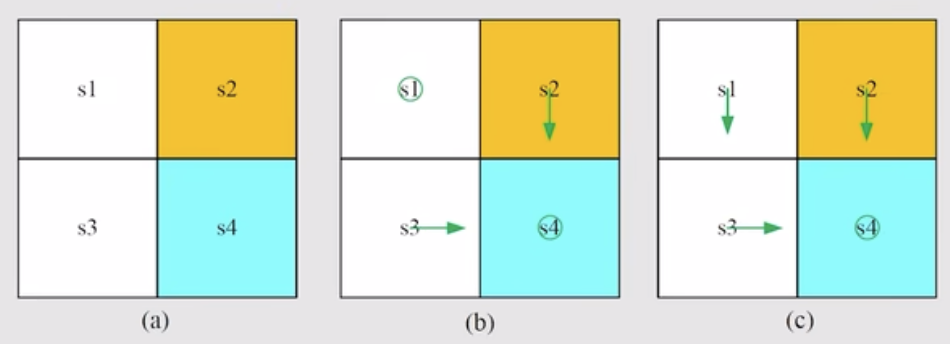 s1 s2 s1 s2 s1 s2
s3 s4 s3 s4 s3 s4
(a) (b) (c)